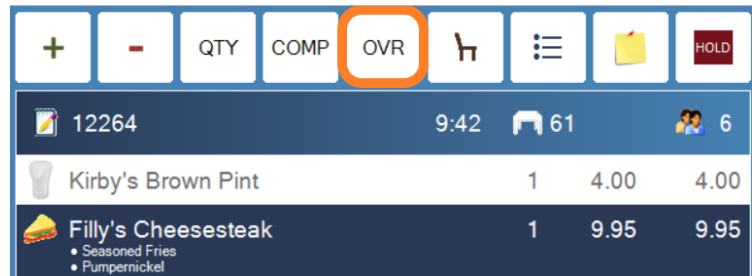 + - QTY COMP OVR HOLD
12264 9:42 61 6
Kirby's Brown Pint 1 4.00 4.00
Filly's Cheesesteak 1 9.95 9.95
• Seasoned Fries
• Pumpernickel